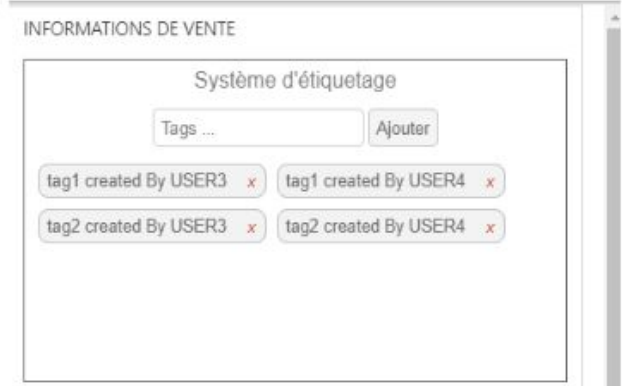 INFORMATIONS DE VENTE
Système d'étiquetage
Tags ... Ajouter
tag1 created By USER3 x tag1 created By USER4 x
tag2 created By USER3 x tag2 created By USER4 x